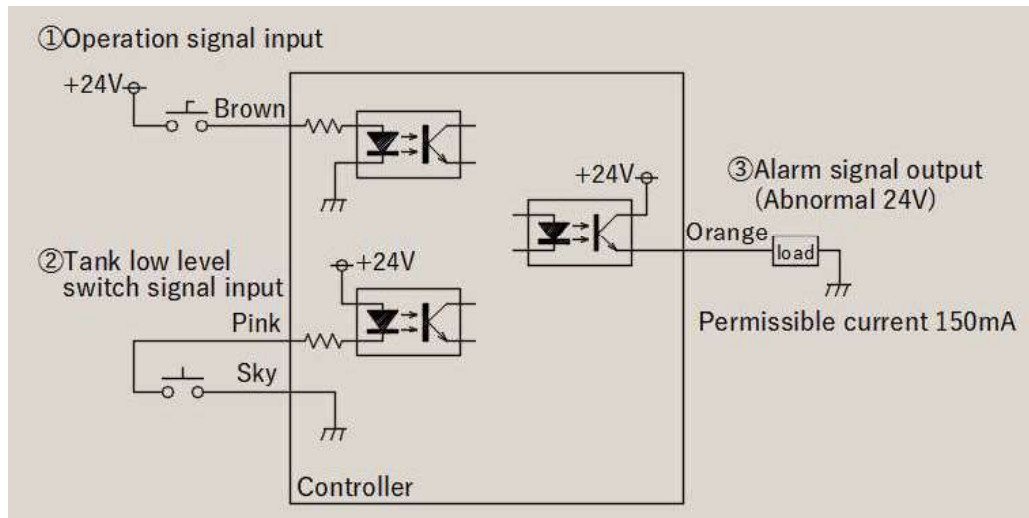 ①Operation signal input
+24V
Brown
+24V
③Alarm signal output
(Abnormal 24V)
Orange
load
②Tank low level
switch signal input
+24V
Pink
Permissible current 150mA
Sky
Controller